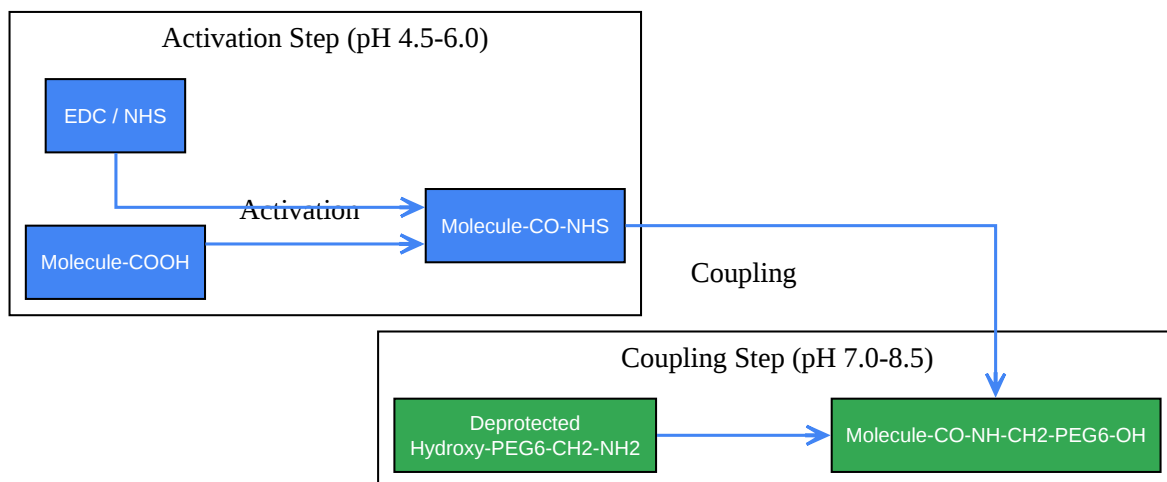 Activation Step (pH 4.5-6.0)
EDC / NHS
Activation
Molecule-COOH
Molecule-CO-NHS
Coupling
Coupling Step (pH 7.0-8.5)
Deprotected
Hydroxy-PEG6-CH2-NH2
Molecule-CO-NH-CH2-PEG6-OH